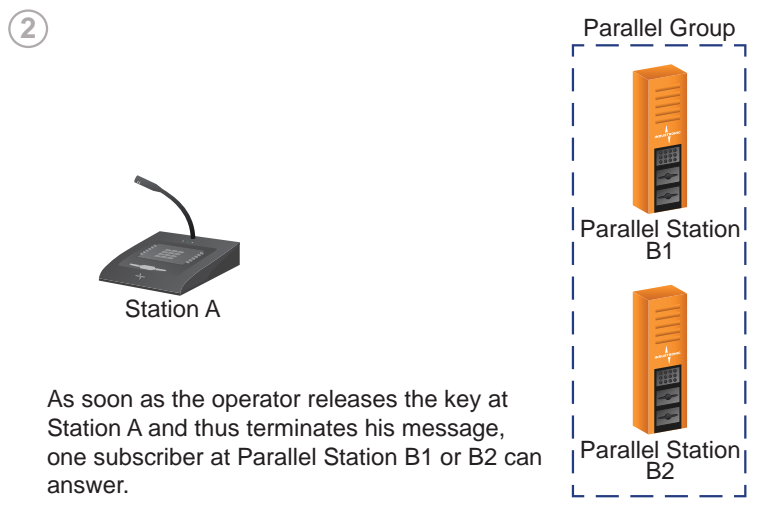 2
Parallel Group
Parallel Station
B1
Station A
As soon as the operator releases the key at
Station A and thus terminates his message,
one subscriber at Parallel Station B1 or B2 can
answer.
Parallel Station
B2